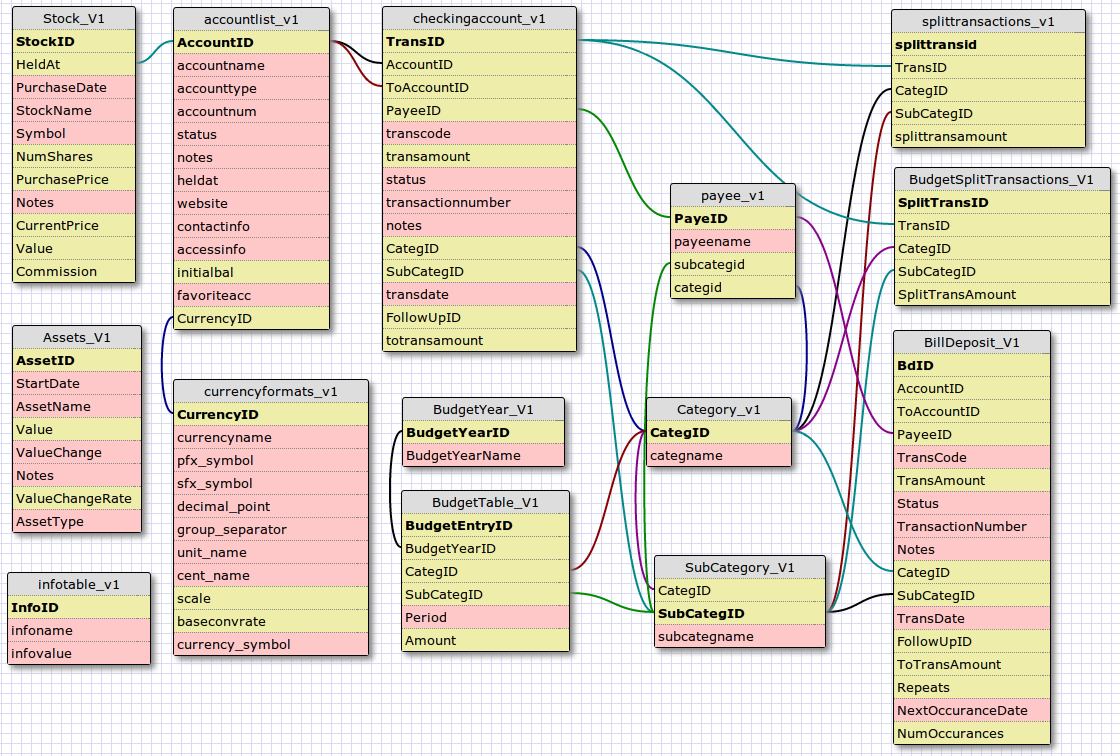 Stock_V1
StockID
HeldAt
PurchaseDate
StockName
Symbol
NumShares
PurchasePrice
Notes
CurrentPrice
Value
Commission
accountlist_v1
AccountID
accountname
accounttype
accountnum
status
notes
heldat
website
contactinfo
accessinfo
initialbal
favoriteacc
CurrencyID
checkingaccount_v1
TransID
AccountID
ToAccountID
PayeeID
transcode
transamount
status
transactionnumber
notes
CategID
SubCategID
transdate
FollowUpID
totransamount
splittransactions_v1
splittransid
TransID
CategID
SubCategID
splittransamount
payee_v1
PayeID
payeename
subcategid
categid
BudgetSplitTransactions_V1
SplitTransID
TransID
CategID
SubCategID
SplitTransAmount
Assets_V1
AssetID
StartDate
AssetName
Value
ValueChange
Notes
ValueChangeRate
AssetType
currencyformats_v1
CurrencyID
currencyname
pfx_symbol
sfx_symbol
decimal_point
group_separator
unit_name
cent_name
scale
baseconvrate
currency_symbol
BudgetYear_V1
BudgetYearID
BudgetYearName
Category_v1
CategID
categname
BillDeposit_V1
BdID
AccountID
ToAccountID
PayeeID
TransCode
TransAmount
Status
TransactionNumber
Notes
CategID
SubCategID
TransDate
FollowUpID
ToTransAmount
Repeats
NextOccuranceDate
NumOccurances
BudgetTable_V1
BudgetEntryID
BudgetYearID
CategID
SubCategID
Period
Amount
SubCategory_V1
CategID
SubCategID
subcategname
infotable_v1
InfoID
infoname
infovalue